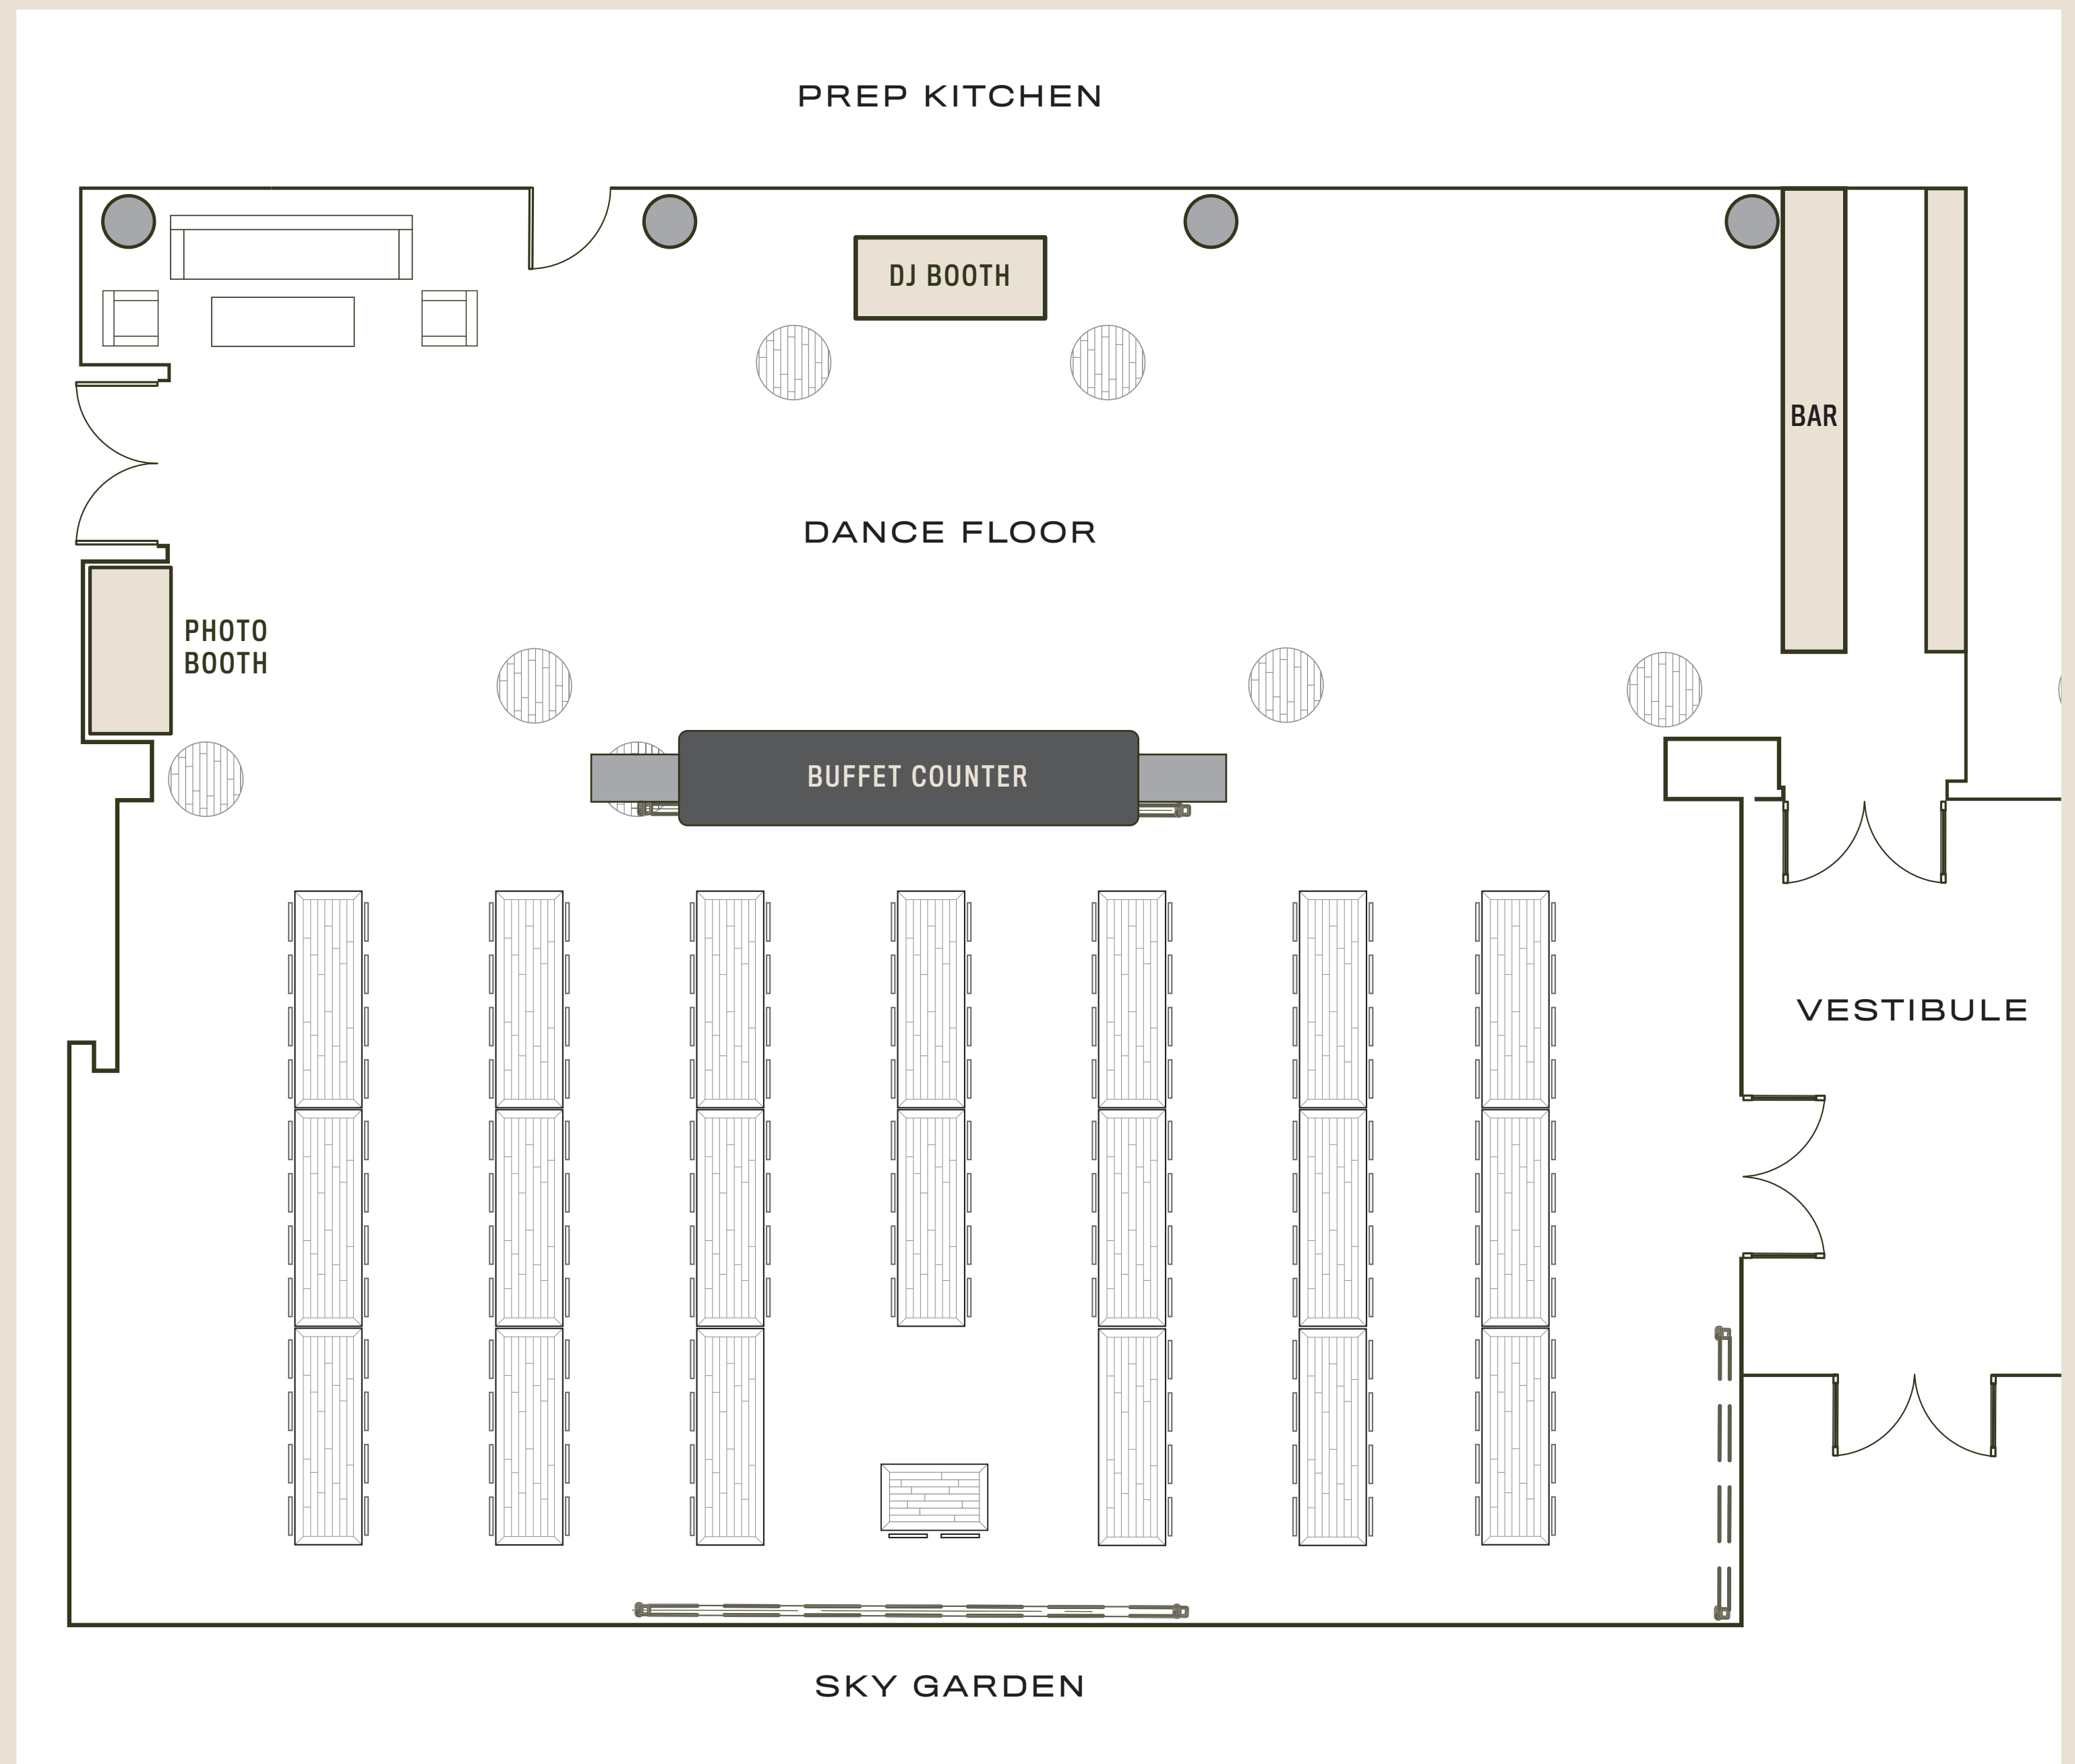 PREP KITCHEN
DJ BOOTH
BAR
DANCE FLOOR
PHOTO
BOOTH
BUFFET COUNTER
VESTIBULE
SKY GARDEN